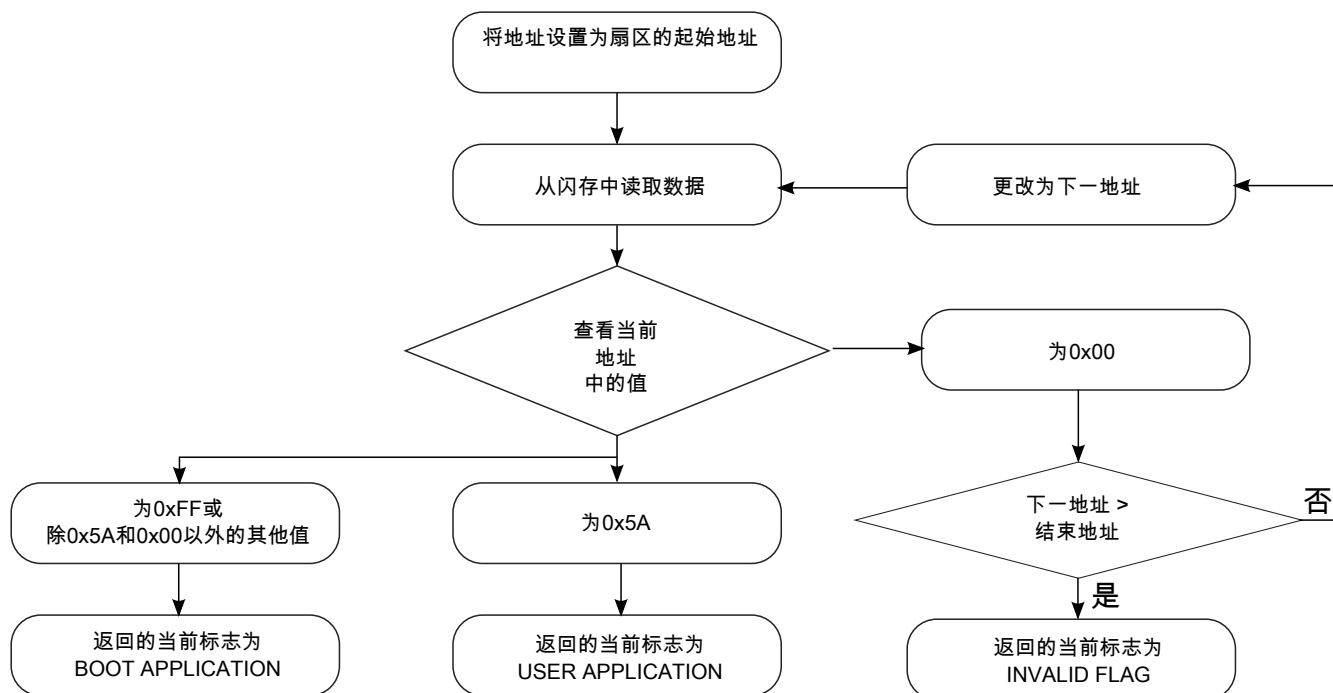 将地址设置为扇区的起始地址
从闪存中读取数据
更改为下一地址
查看当前
地址
中的值
为0x00
为0xFF或
除0x5A和0x00以外的其他值
为0x5A
下一地址 >
结束地址
否
是
返回的当前标志为
BOOT APPLICATION
返回的当前标志为
USER APPLICATION
返回的当前标志为
INVALID FLAG